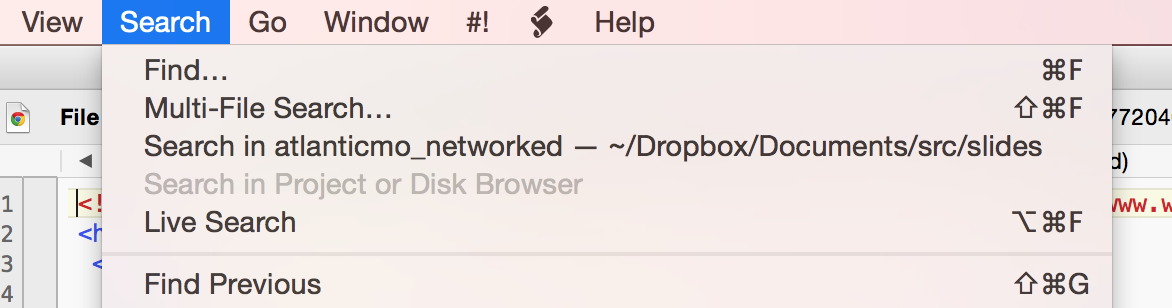 View Search Go Window #! Help
Find… ⌘F
Multi-File Search… ⇧⌘F
File 77204
Search in atlanticmo_networked — ~/Dropbox/Documents/src/slides
d)
Search in Project or Disk Browser
1 <! www.w
Live Search ⌥⌘F
2 <h
3 <
Find Previous ⇧⌘G
4